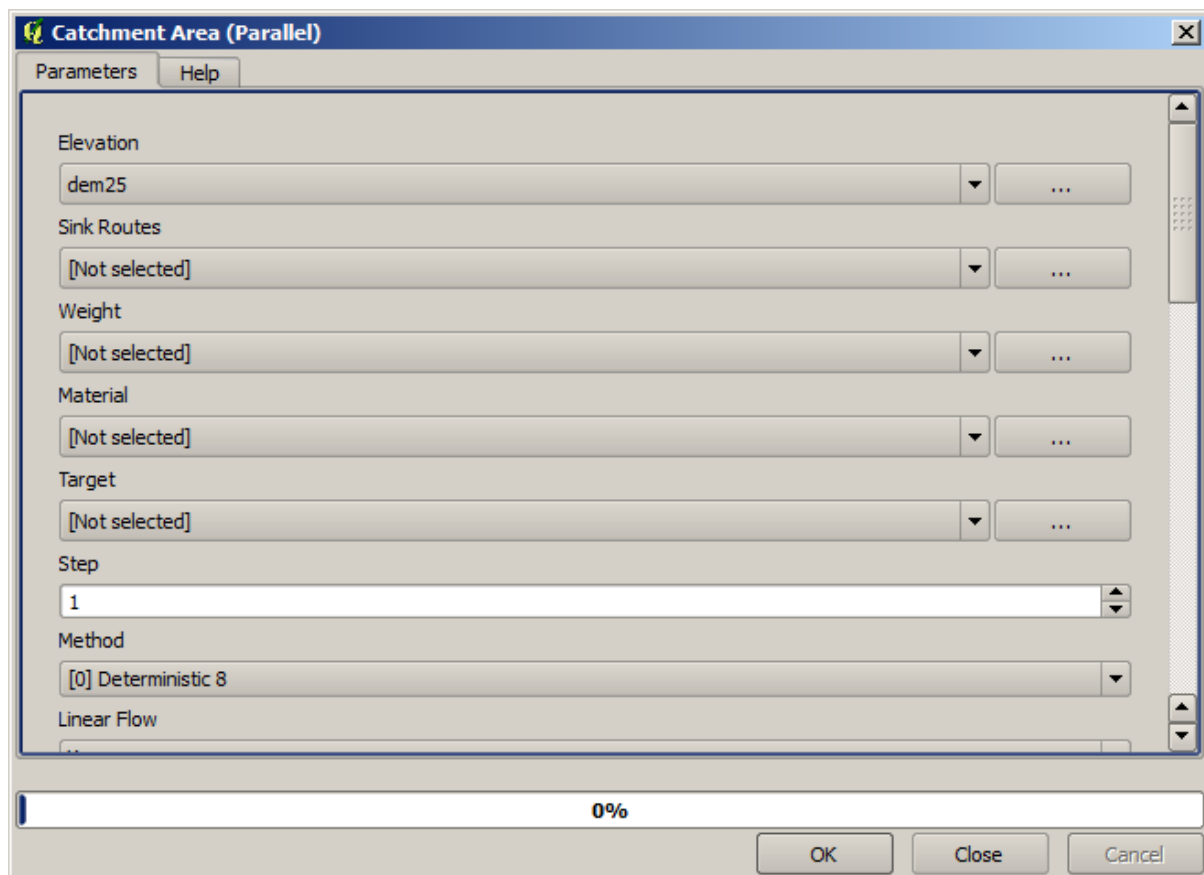 Catchment Area (Parallel)
Parameters Help
Elevation
dem25 ...
Sink Routes
[Not selected] ...
Weight
[Not selected] ...
Material
[Not selected] ...
Target
[Not selected] ...
Step
1
Method
[0] Deterministic 8
Linear Flow
0%
OK Close Cancel